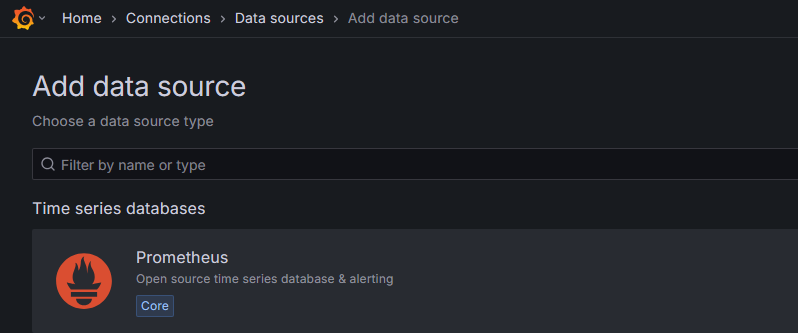 Home › Connections › Data sources › Add data source
Add data source
Choose a data source type
Filter by name or type
Time series databases
Prometheus
Open source time series database & alerting
Core